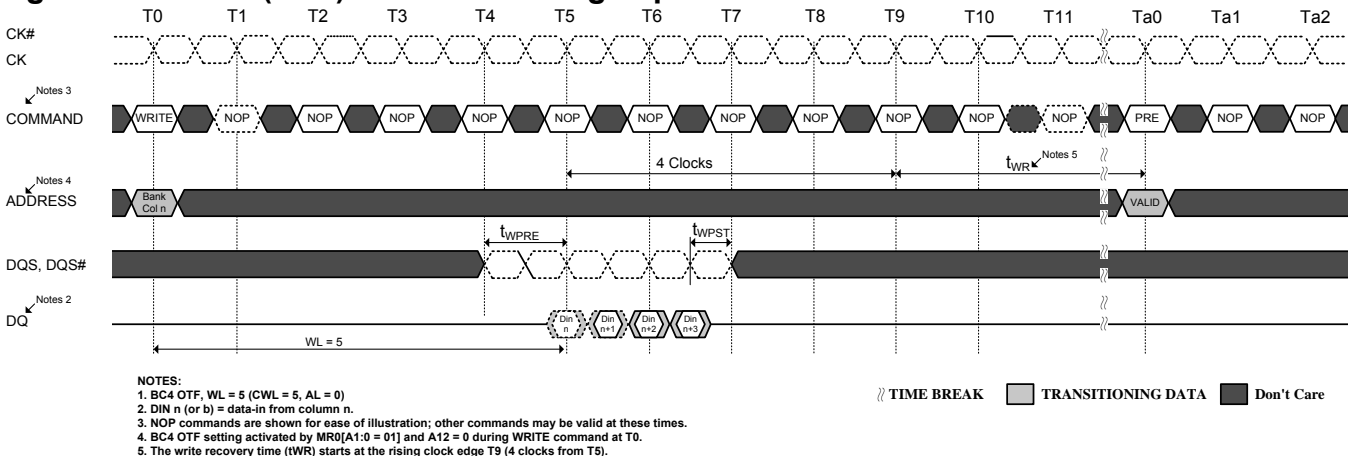 T0 T1 T2 T3 T4 T5 T6 T7 T8 T9 T10 T11 Ta0 Ta1 Ta2
CK#
CK
Notes 3
COMMAND
WRITE NOP NOP NOP NOP NOP NOP NOP NOP NOP NOP NOP PRE NOP NOP
4 Clocks
tWR Notes 5
Notes 4
ADDRESS
Bank
Col n
VALID
tWPRE
tWPST
DQS, DQS#
Notes 2
DQ
Din
n
Din
n+1
Din
n+2
Din
n+3
WL = 5
NOTES:
1. BC4 OTF, WL = 5 (CWL = 5, AL = 0)
2. DIN n (or b) = data-in from column n.
3. NOP commands are shown for ease of illustration; other commands may be valid at these times.
4. BC4 OTF setting activated by MR0[A1:0 = 01] and A12 = 0 during WRITE command at T0.
5. The write recovery time (tWR) starts at the rising clock edge T9 (4 clocks from T5).
TIME BREAK
TRANSITIONING DATA
Don't Care